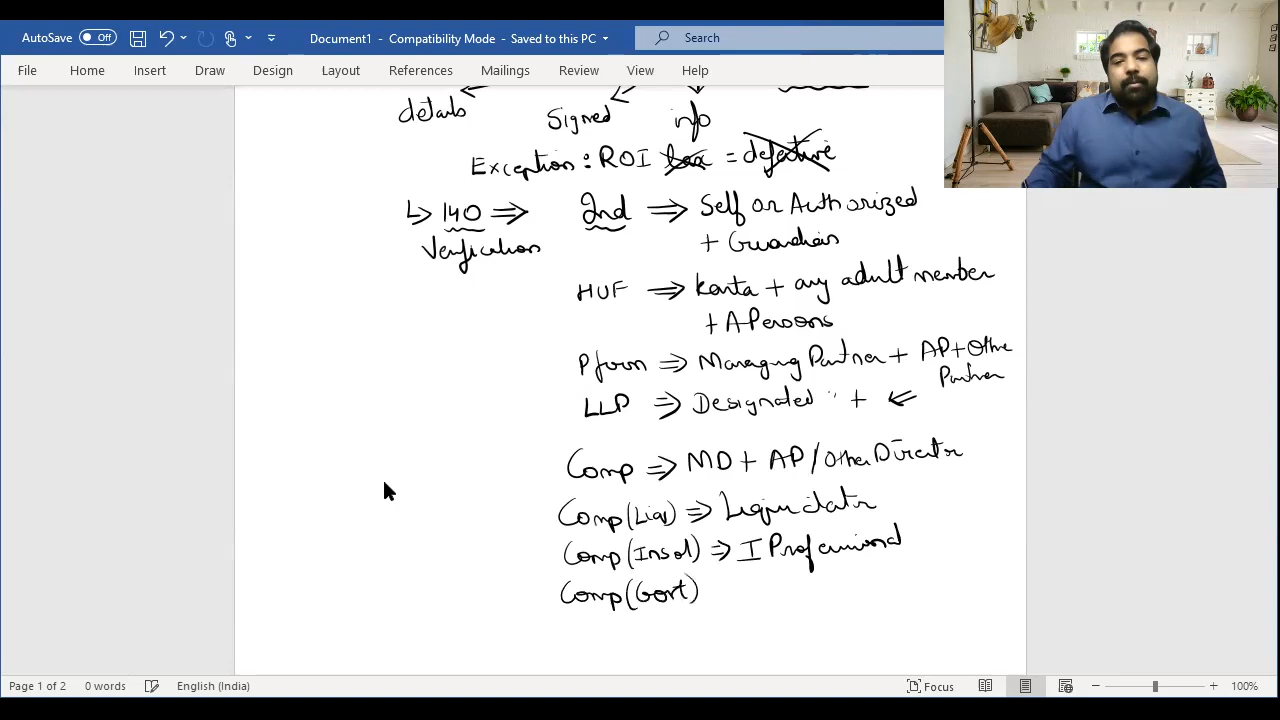 AutoSave Off Document1 - Compatibility Mode - Saved to this PC Search
File Home Insert Draw Design Layout References Mailings Review View Help
details Signed info
Exception : ROI = defective
↳ 140 ⇒ 2nd ⇒ Self or Authorized
Verification + Guardian
HUF ⇒ Karta + any adult member
+ A Persons
Pfirm ⇒ Managing Partner + AP + Other
Partner
LLP ⇒ Designated " + ⇐
Comp ⇒ MD + AP / Other Director
Comp (Liq) ⇒ Liquidator
Comp (Insol) ⇒ I Professional
Comp (Govt)
Page 1 of 2 0 words English (India) Focus 100%